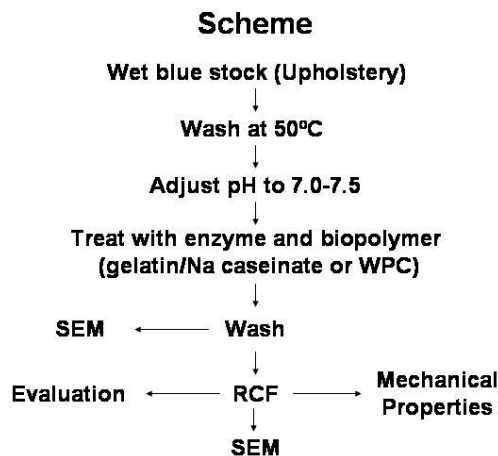 Scheme
Wet blue stock (Upholstery)
Wash at 50ºC
Adjust pH to 7.0-7.5
Treat with enzyme and biopolymer
(gelatin/Na caseinate or WPC)
SEM
Wash
Evaluation
RCF
Mechanical
Properties
SEM